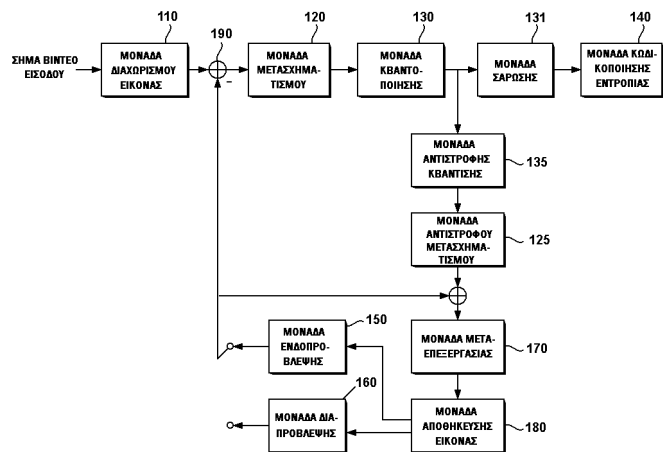 110
190
120
130
131
140
ΣΗΜΑ ΒΙΝΤΕΟ
ΕΙΣΟΔΟΥ
ΜΟΝΑΔΑ
ΔΙΑΧΩΡΙΣΜΟΥ
ΕΙΚΟΝΑΣ
ΜΟΝΑΔΑ
ΜΕΤΑΣΧΗΜΑ-
ΤΙΣΜΟΥ
ΜΟΝΑΔΑ
ΚΒΑΝΤΟ-
ΠΟΙΗΣΗΣ
ΜΟΝΑΔΑ
ΣΑΡΩΣΗΣ
ΜΟΝΑΔΑ ΚΩΔΙ-
ΚΟΠΟΙΗΣΗΣ
ΕΝΤΡΟΠΙΑΣ
ΜΟΝΑΔΑ
ΑΝΤΙΣΤΡΟΦΗΣ
ΚΒΑΝΤΙΣΗΣ
135
ΜΟΝΑΔΑ
ΑΝΤΙΣΤΡΟΦΟΥ
ΜΕΤΑΣΧΗΜΑ-
ΤΙΣΜΟΥ
125
150
ΜΟΝΑΔΑ
ΕΝΔΟΠΡΟ-
ΒΛΕΨΗΣ
ΜΟΝΑΔΑ ΜΕΤΑ-
ΕΠΕΞΕΡΓΑΣΙΑΣ
170
160
ΜΟΝΑΔΑ ΔΙΑ-
ΠΡΟΒΛΕΨΗΣ
ΜΟΝΑΔΑ
ΑΠΟΘΗΚΕΥΣΗΣ
ΕΙΚΟΝΑΣ
180